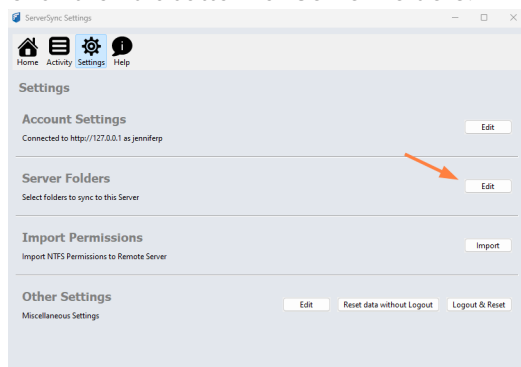 ServerSync Settings
Home Activity Settings Help
Settings
Account Settings
Edit
Connected to http://127.0.0.1 as jenniferp
Server Folders
Edit
Select folders to sync to this Server
Import Permissions
Import
Import NTFS Permissions to Remote Server
Other Settings
Edit Reset data without Logout Logout & Reset
Miscellaneous Settings